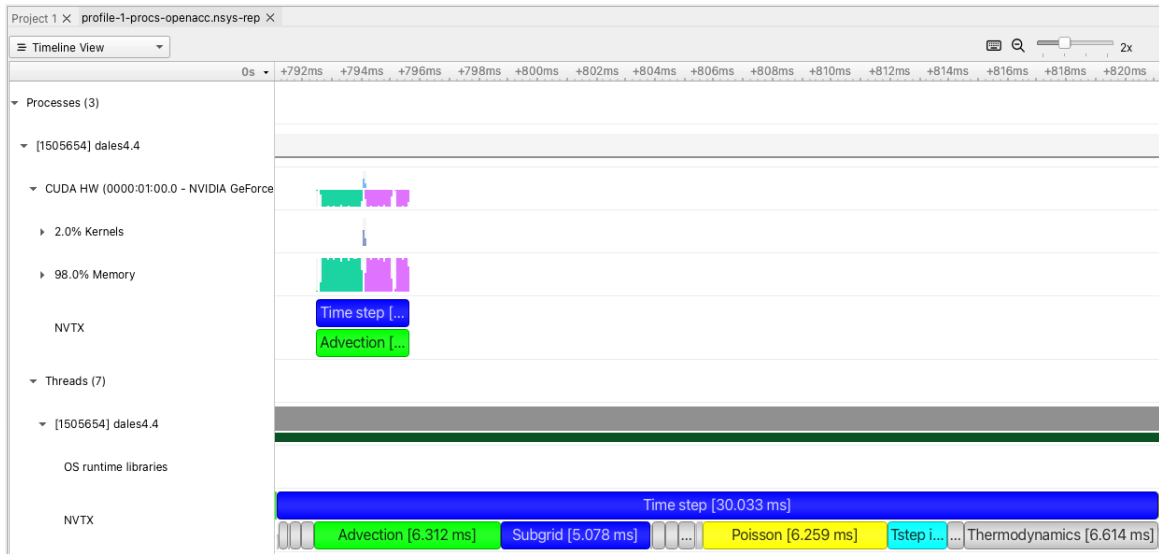 Project 1 X profile-1-procs-openacc.nsys-rep X
Timeline View 2x
0s +792ms +794ms +796ms +798ms +800ms +802ms +804ms +806ms +808ms +810ms +812ms +814ms +816ms +818ms +820ms
Processes (3)
[1505654] dales4.4
CUDA HW (0000:01:00.0 - NVIDIA GeForce
2.0% Kernels
98.0% Memory
Time step [...
NVTX
Advection [...
Threads (7)
[1505654] dales4.4
OS runtime libraries
Time step [30.033 ms]
NVTX
Advection [6.312 ms] Subgrid [5.078 ms] ... Poisson [6.259 ms] Tstep i... ... Thermodynamics [6.614 ms]